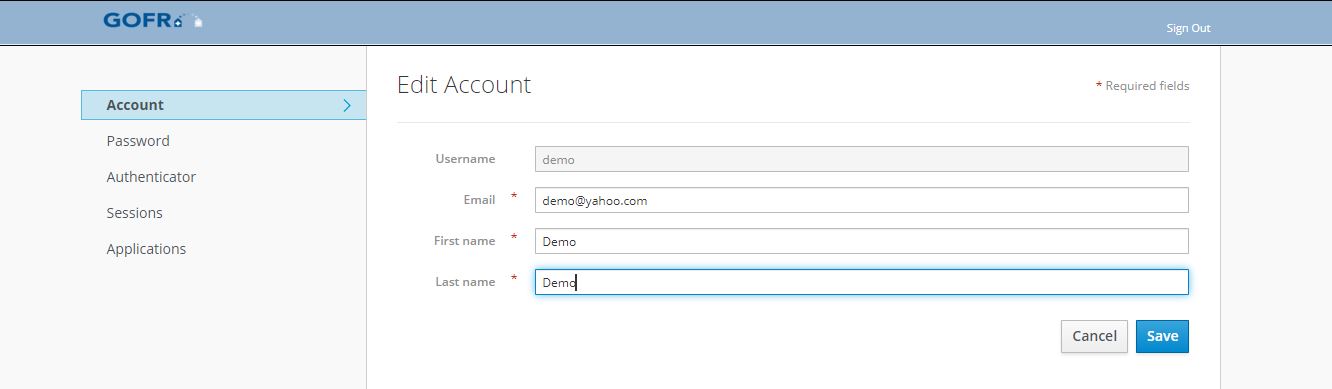 GOFR
Sign Out
Account
Password
Authenticator
Sessions
Applications
Edit Account
* Required fields
Username demo
Email * demo@yahoo.com
First name * Demo
Last name * Demo
Cancel Save